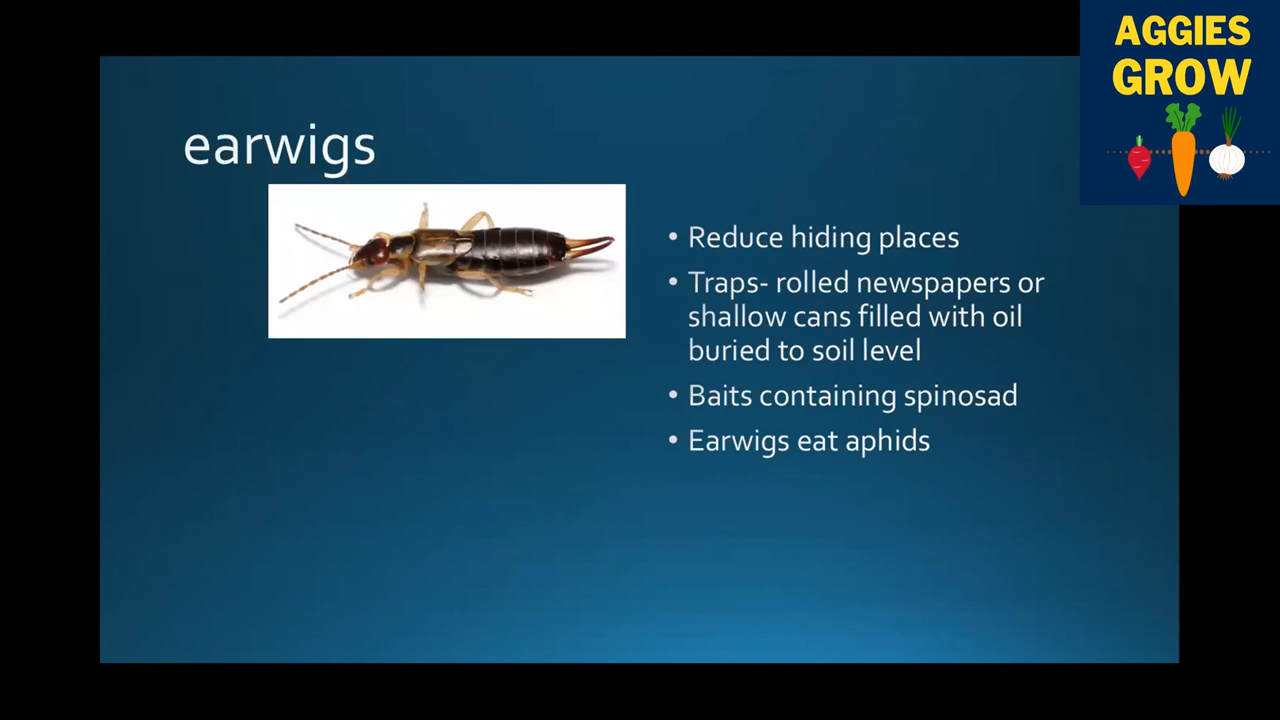 AGGIES
GROW
earwigs
• Reduce hiding places
• Traps- rolled newspapers or
shallow cans filled with oil
buried to soil level
• Baits containing spinosad
• Earwigs eat aphids